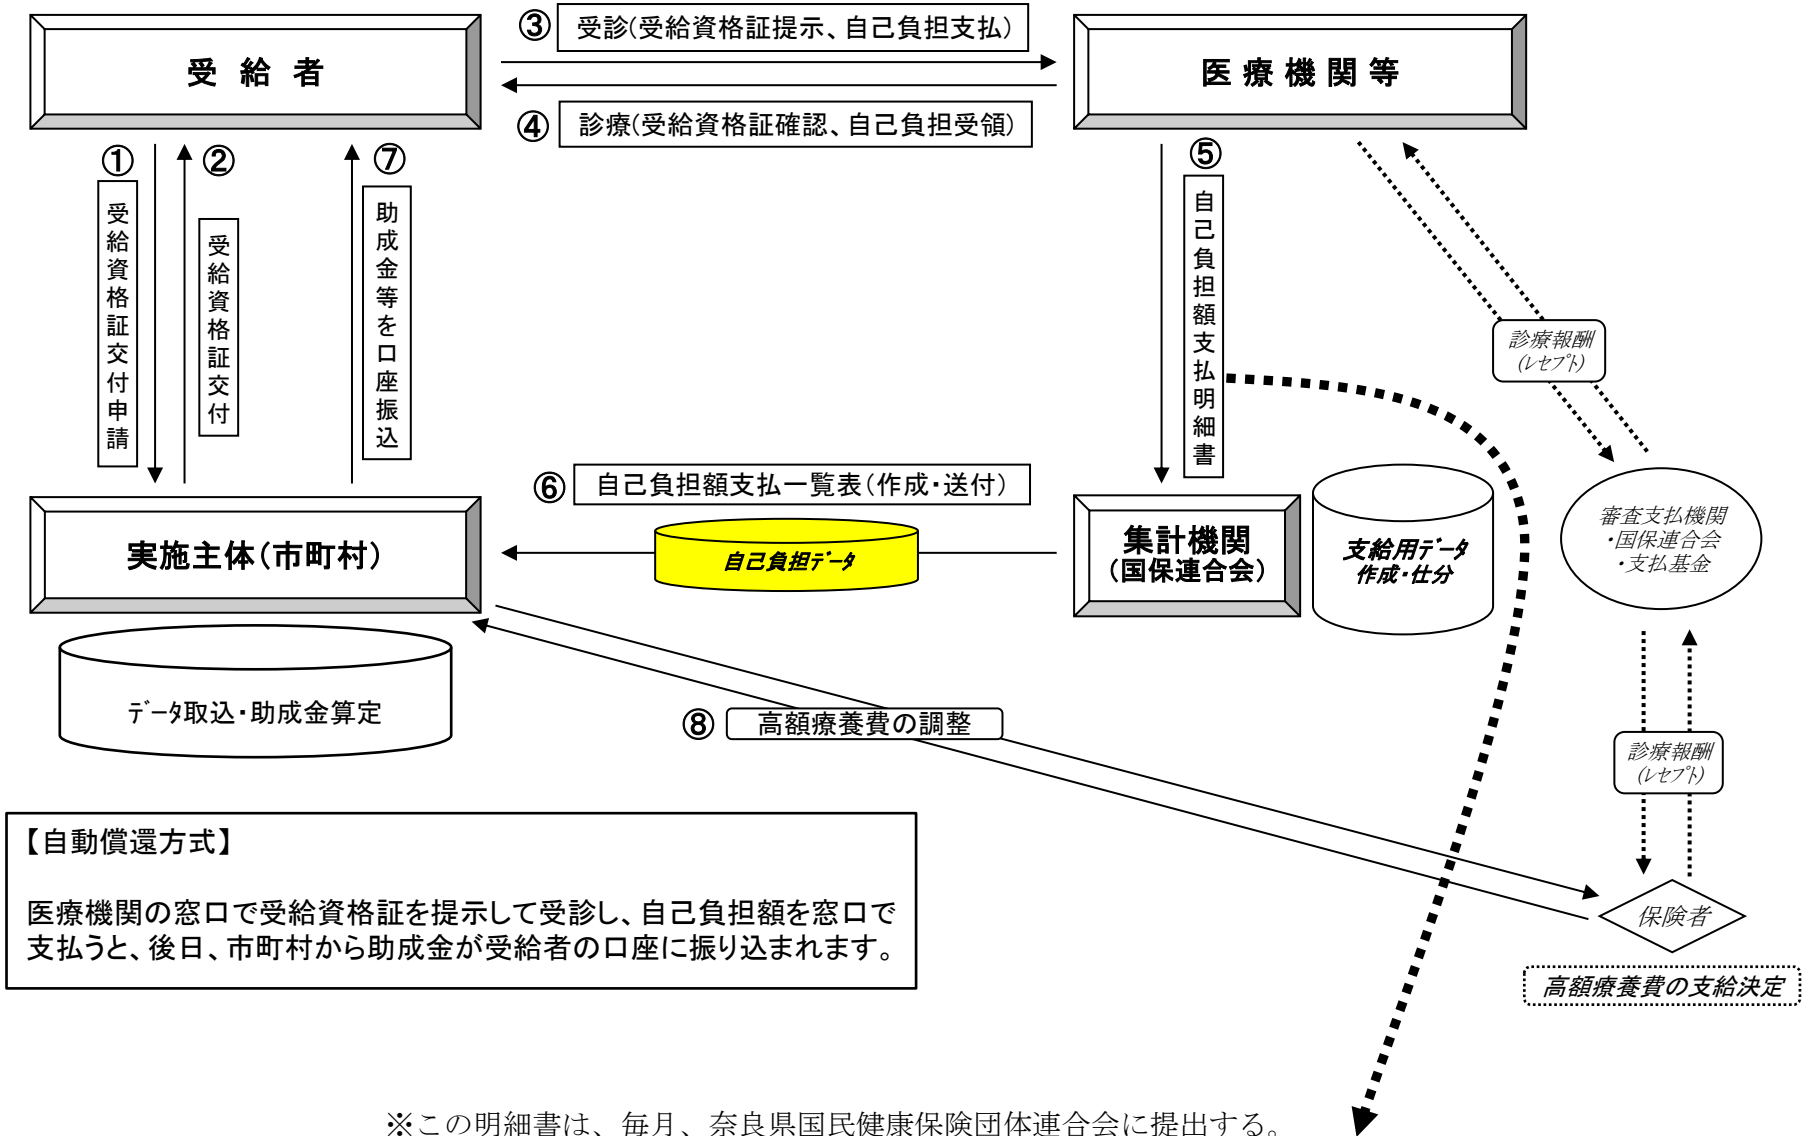 ③ 受診(受給資格証提示、自己負担支払)
受給者
医療機関等
④ 診療(受給資格証確認、自己負担受領)
①
受給資格証交付申請
②
受給資格証交付
⑦
助成金等を口座振込
⑤
自己負担額支払明細書
診療報酬
(ﾚｾﾌﾟﾄ)
⑥ 自己負担額支払一覧表(作成・送付)
実施主体(市町村)
自己負担ﾃﾞｰﾀ
集計機関
(国保連合会)
支給用ﾃﾞｰﾀ
作成・仕分
審査支払機関
・国保連合会
・支払基金
ﾃﾞｰﾀ取込・助成金算定
⑧ 高額療養費の調整
診療報酬
(ﾚｾﾌﾟﾄ)
【自動償還方式】
医療機関の窓口で受給資格証を提示して受診し、自己負担額を窓口で
支払うと、後日、市町村から助成金が受給者の口座に振り込まれます。
保険者
高額療養費の支給決定
※この明細書は、毎月、奈良県国民健康保険団体連合会に提出する。